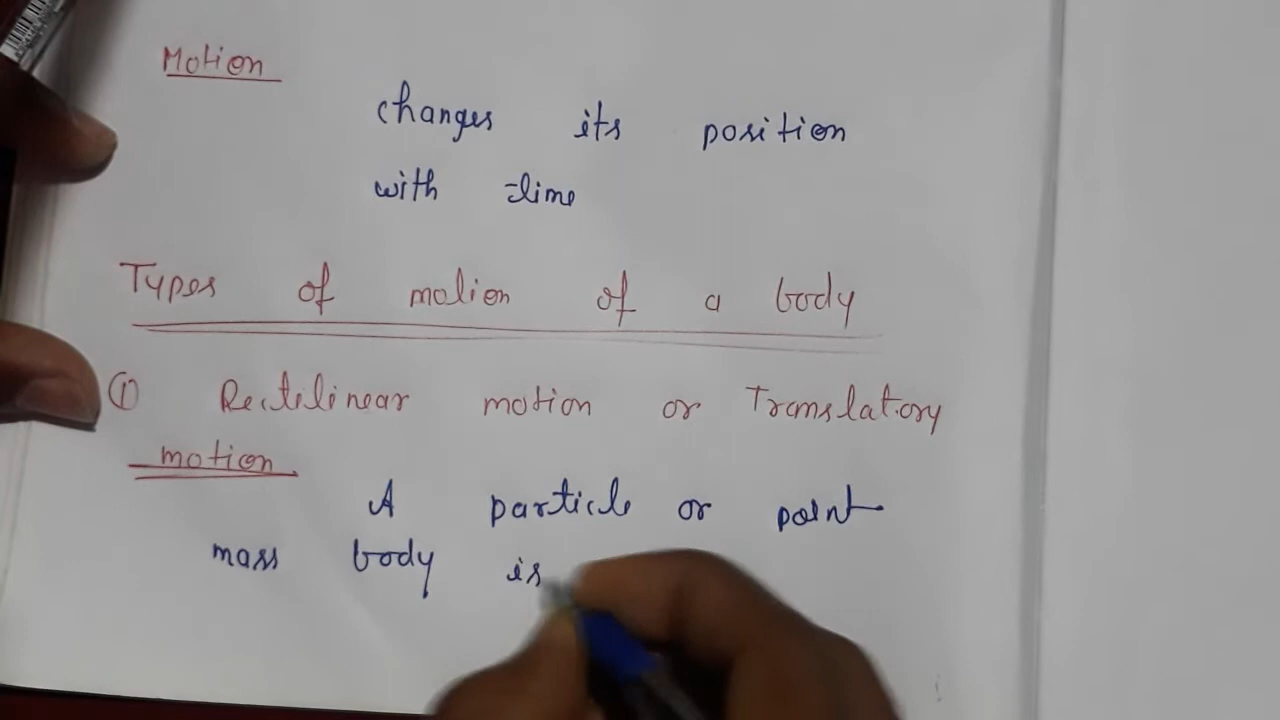 Motion
changes its position
with time
Types of motion of a body
① Rectilinear motion or Translatory
motion
A particle or point
mass body is